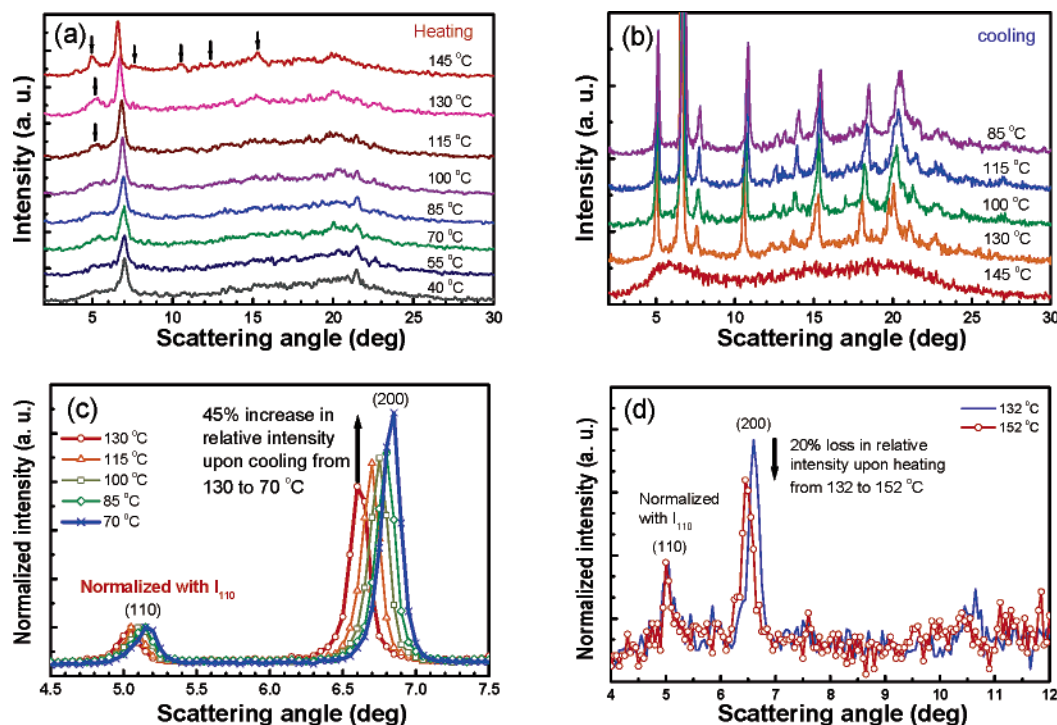 (a)
Heating
145 °C
130 °C
115 °C
100 °C
85 °C
70 °C
55 °C
40 °C
Intensity (a. u.)
5 10 15 20 25 30
Scattering angle (deg)
(b)
cooling
85 °C
115 °C
100 °C
130 °C
145 °C
Intensity (a. u.)
5 10 15 20 25 30
Scattering angle (deg)
(c)
130 °C
115 °C
100 °C
85 °C
70 °C
45% increase in
relative intensity
upon cooling from
130 to 70 °C
(200)
Normalized with I110
(110)
Normalized intensity (a. u.)
4.5 5.0 5.5 6.0 6.5 7.0 7.5
Scattering angle (deg)
(d)
132 °C
152 °C
(200)
20% loss in relative
intensity upon heating
from 132 to 152 °C
Normalized
with I110
(110)
Normalized intensity (a. u.)
4 5 6 7 8 9 10 11 12
Scattering angle (deg)